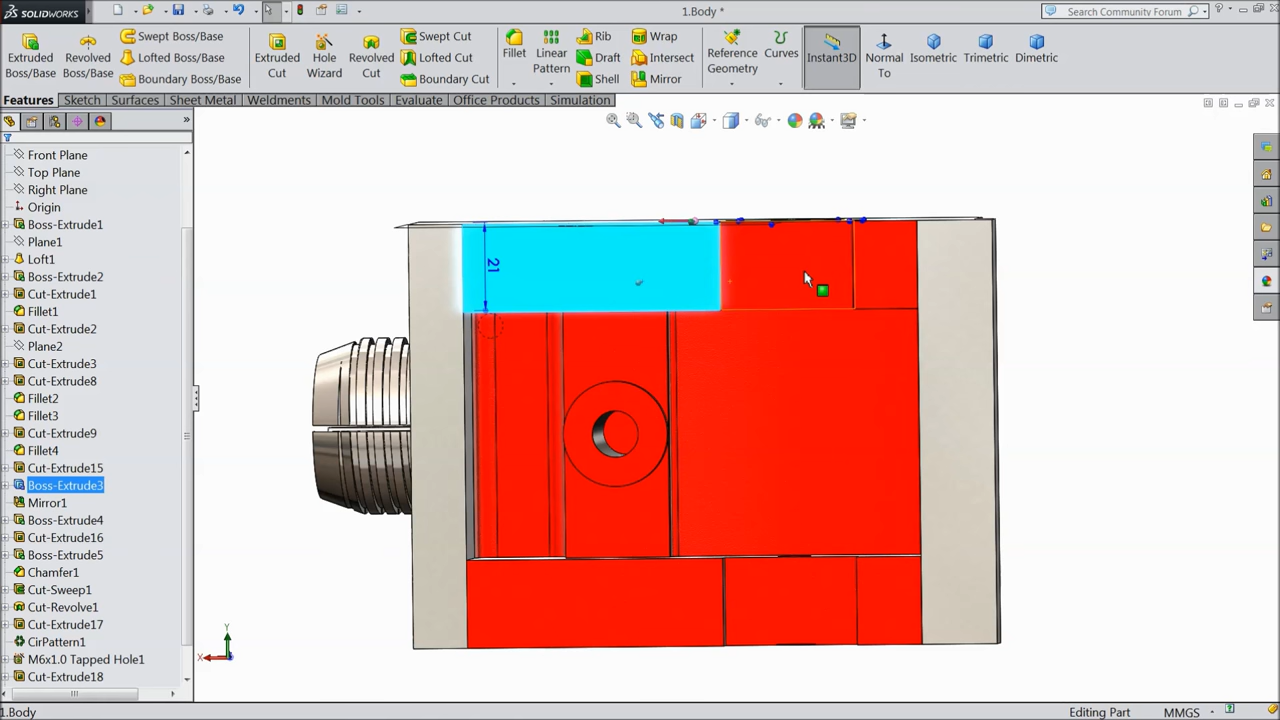 SOLIDWORKS
1.Body *
Search Community Forum
Extruded Boss/Base
Revolved Boss/Base
Swept Boss/Base
Lofted Boss/Base
Boundary Boss/Base
Extruded Cut
Hole Wizard
Revolved Cut
Swept Cut
Lofted Cut
Boundary Cut
Fillet
Linear Pattern
Rib
Draft
Shell
Wrap
Intersect
Mirror
Reference Geometry
Curves
Instant3D
Normal To
Isometric
Trimetric
Dimetric
Features
Sketch
Surfaces
Sheet Metal
Weldments
Mold Tools
Evaluate
Office Products
Simulation
Front Plane
Top Plane
Right Plane
Origin
Boss-Extrude1
Plane1
Loft1
Boss-Extrude2
Cut-Extrude1
Fillet1
Cut-Extrude2
Plane2
Cut-Extrude3
Cut-Extrude8
Fillet2
Fillet3
Cut-Extrude9
Fillet4
Cut-Extrude15
Boss-Extrude3
Mirror1
Boss-Extrude4
Cut-Extrude16
Boss-Extrude5
Chamfer1
Cut-Sweep1
Cut-Revolve1
Cut-Extrude17
CirPattern1
M6x1.0 Tapped Hole1
Cut-Extrude18
21
Y
X
1.Body
Editing Part
MMGS